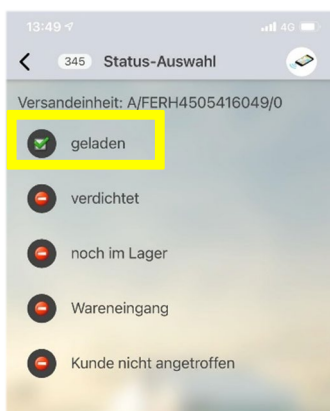 13:49 4G
345 Status-Auswahl
Versandeinheit: A/FERH4505416049/0
geladen
verdichtet
noch im Lager
Wareneingang
Kunde nicht angetroffen